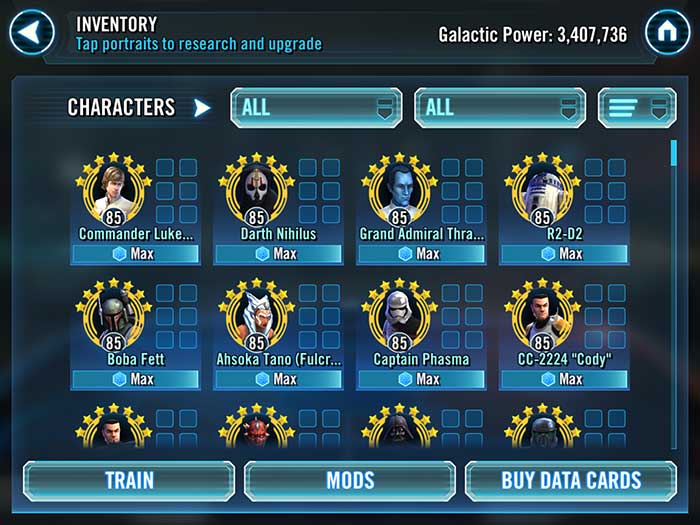 INVENTORY
Tap portraits to research and upgrade
Galactic Power: 3,407,736
CHARACTERS
ALL
ALL
85
85
85
85
Commander Luke...
Darth Nihilus
Grand Admiral Thra...
R2-D2
Max
Max
Max
Max
85
85
85
85
Boba Fett
Ahsoka Tano (Fulcr...
Captain Phasma
CC-2224 "Cody"
Max
Max
Max
Max
TRAIN
MODS
BUY DATA CARDS